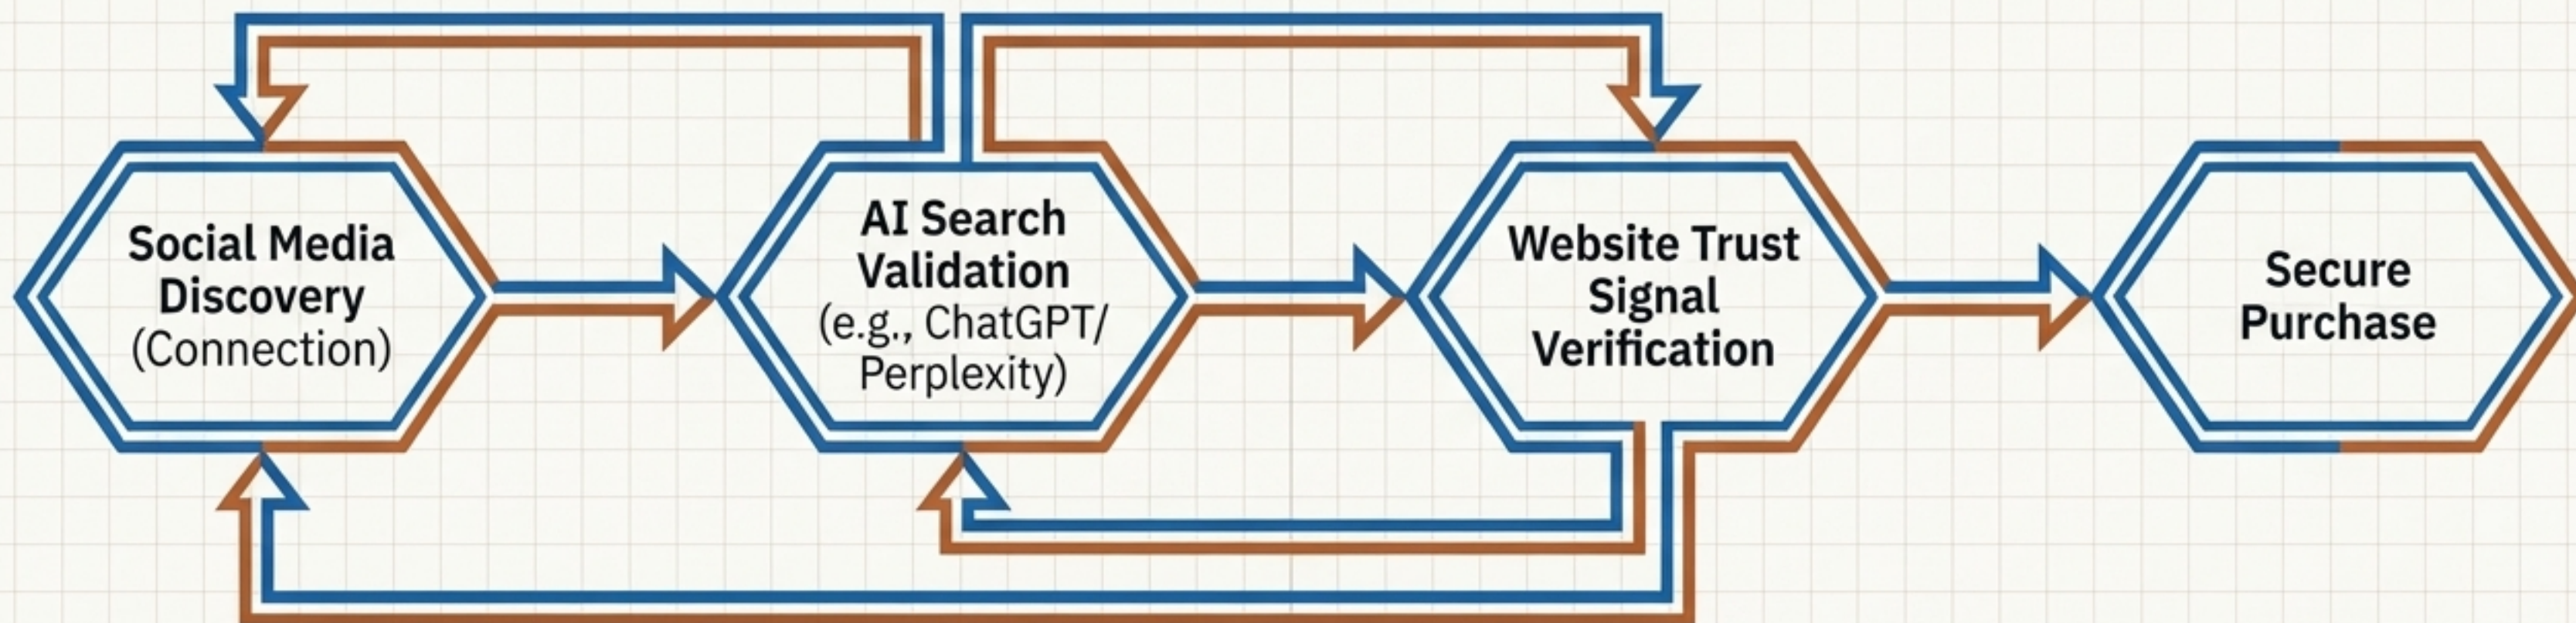 Social Media
Discovery
(Connection)
AI Search
Validation
(e.g., ChatGPT/
Perplexity)
Website Trust
Signal
Verification
Secure
Purchase